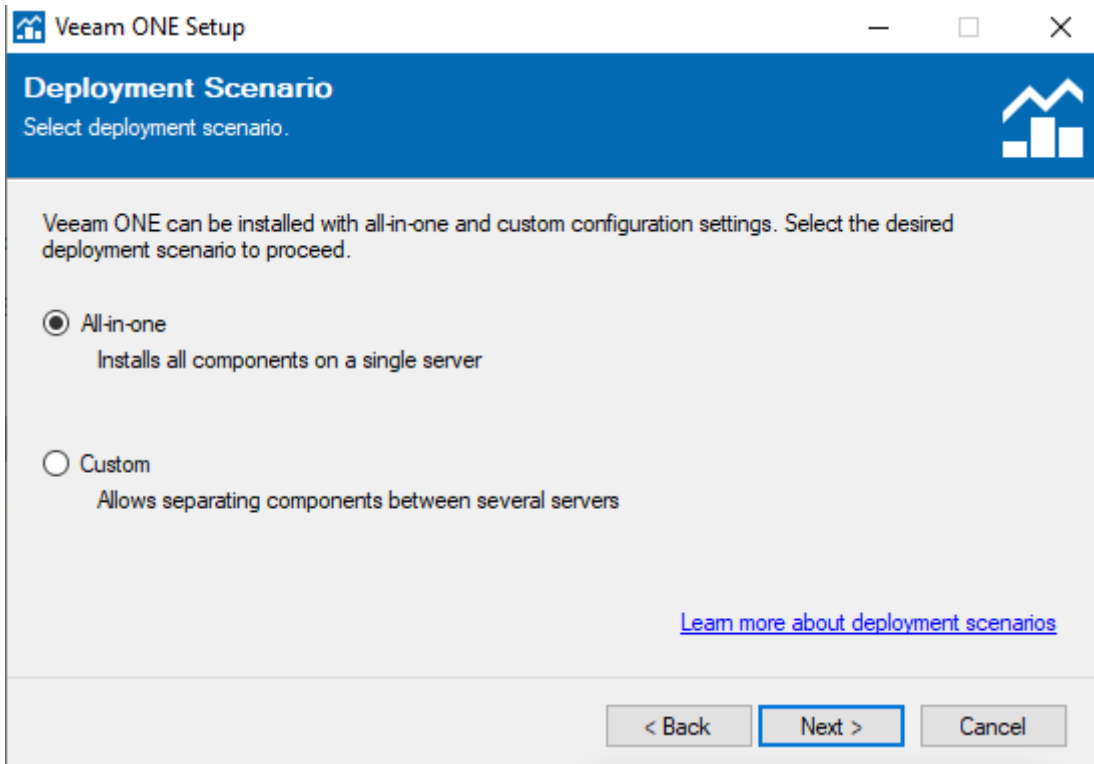 Veeam ONE Setup
Deployment Scenario
Select deployment scenario.
Veeam ONE can be installed with all-in-one and custom configuration settings. Select the desired
deployment scenario to proceed.
All-in-one
Installs all components on a single server
Custom
Allows separating components between several servers
Learn more about deployment scenarios
< Back
Next >
Cancel